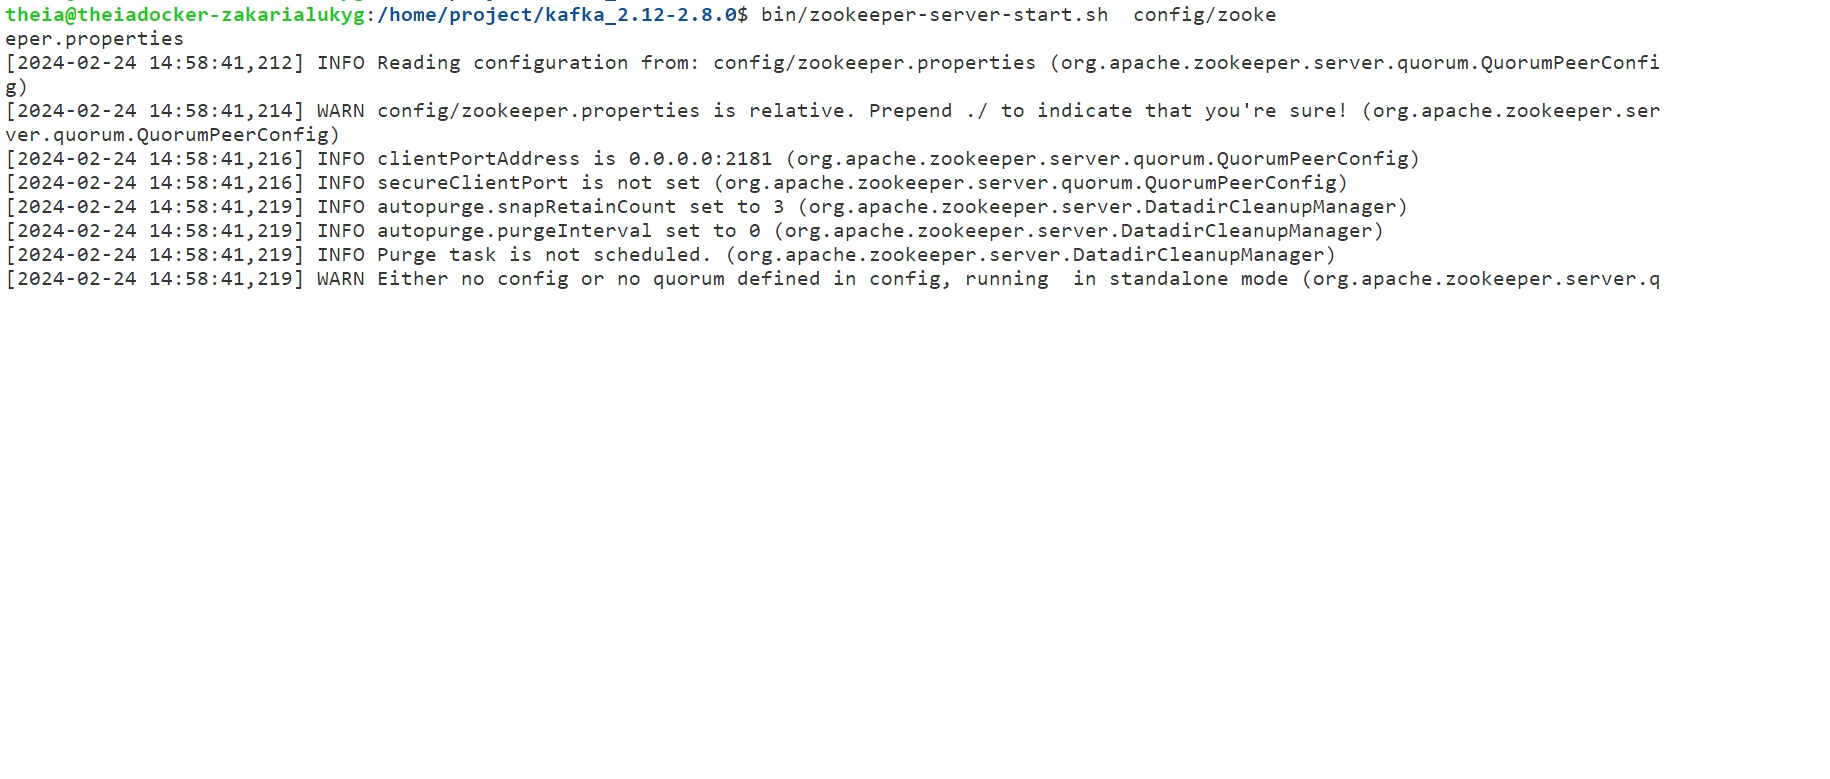 theia@theiadocker-zakarialukyg:/home/project/kafka_2.12-2.8.0$ bin/zookeeper-server-start.sh  config/zooke
eper.properties
[2024-02-24 14:58:41,212] INFO Reading configuration from: config/zookeeper.properties (org.apache.zookeeper.server.quorum.QuorumPeerConfi
g)
[2024-02-24 14:58:41,214] WARN config/zookeeper.properties is relative. Prepend ./ to indicate that you're sure! (org.apache.zookeeper.ser
ver.quorum.QuorumPeerConfig)
[2024-02-24 14:58:41,216] INFO clientPortAddress is 0.0.0.0:2181 (org.apache.zookeeper.server.quorum.QuorumPeerConfig)
[2024-02-24 14:58:41,216] INFO secureClientPort is not set (org.apache.zookeeper.server.quorum.QuorumPeerConfig)
[2024-02-24 14:58:41,219] INFO autopurge.snapRetainCount set to 3 (org.apache.zookeeper.server.DatadirCleanupManager)
[2024-02-24 14:58:41,219] INFO autopurge.purgeInterval set to 0 (org.apache.zookeeper.server.DatadirCleanupManager)
[2024-02-24 14:58:41,219] INFO Purge task is not scheduled. (org.apache.zookeeper.server.DatadirCleanupManager)
[2024-02-24 14:58:41,219] WARN Either no config or no quorum defined in config, running  in standalone mode (org.apache.zookeeper.server.q